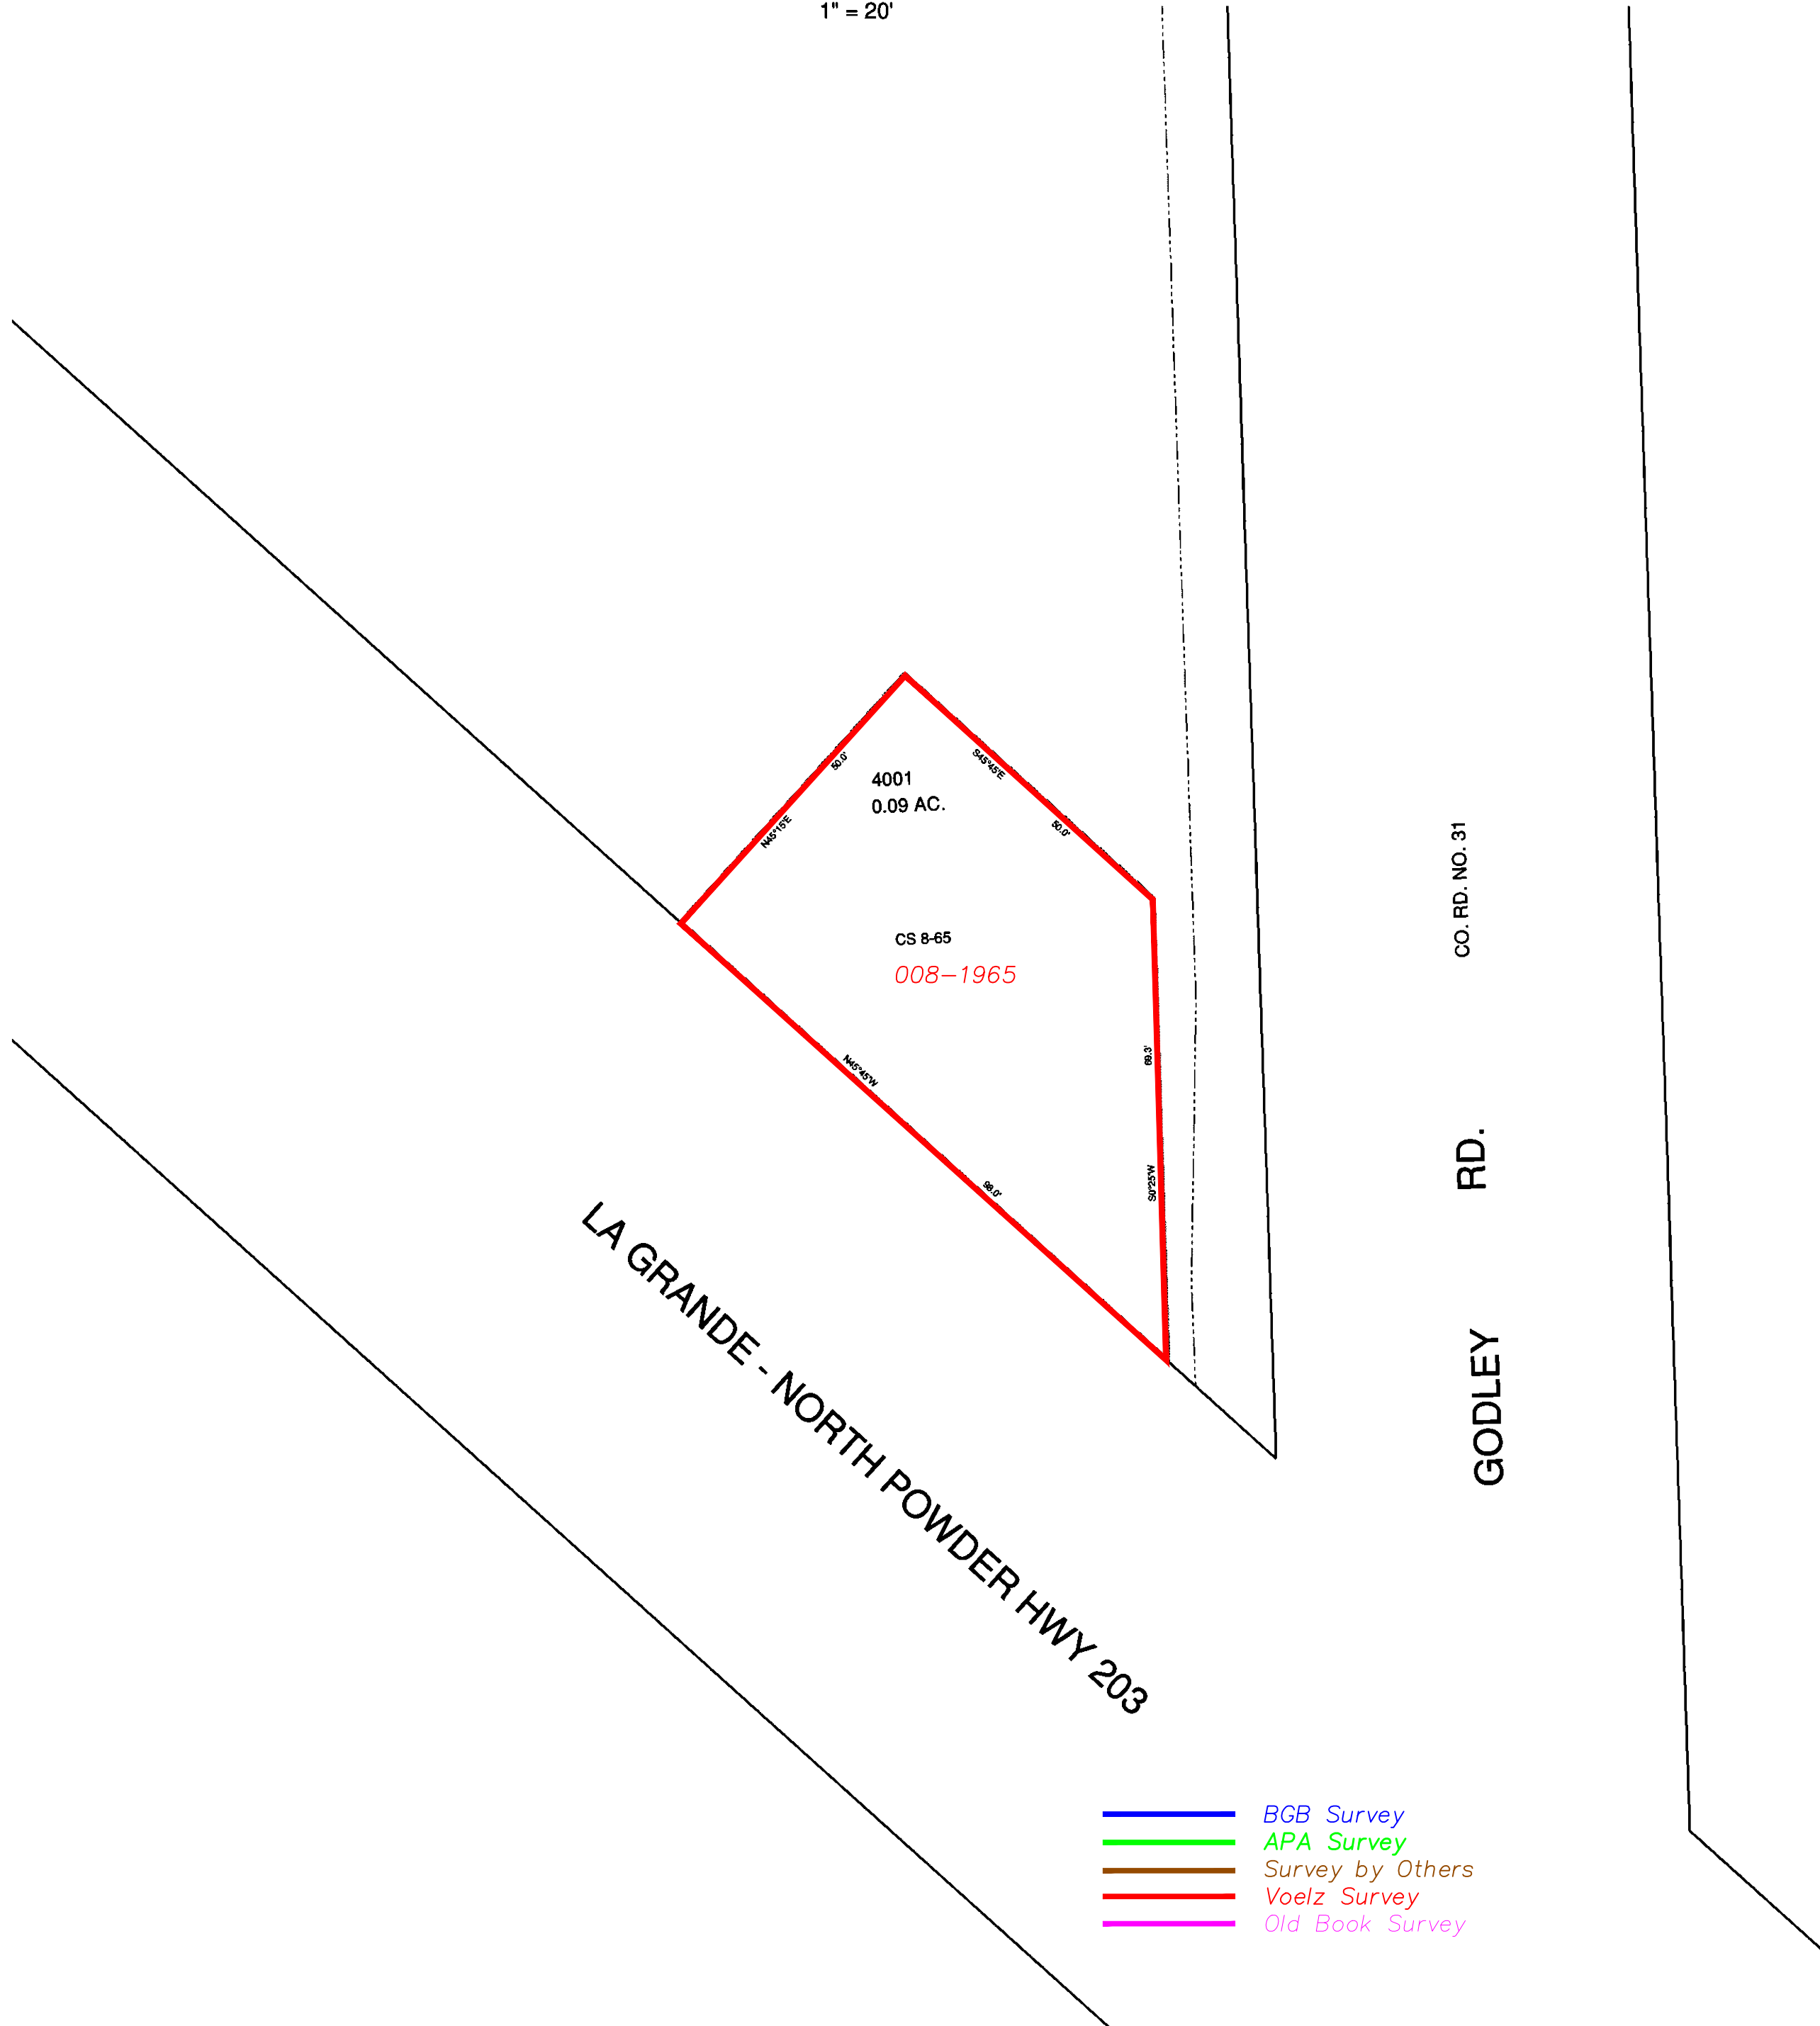 1" = 20'
50.0'
N45°15'E
S45°45'E
50.0'
4001
0.09 AC.
CS 8-65
008-1965
69.3'
S0°25'W
N45°45'W
98.0'
CO. RD. NO. 31
GODLEY RD.
LA GRANDE - NORTH POWDER HWY 203
BGB Survey
APA Survey
Survey by Others
Voelz Survey
Old Book Survey